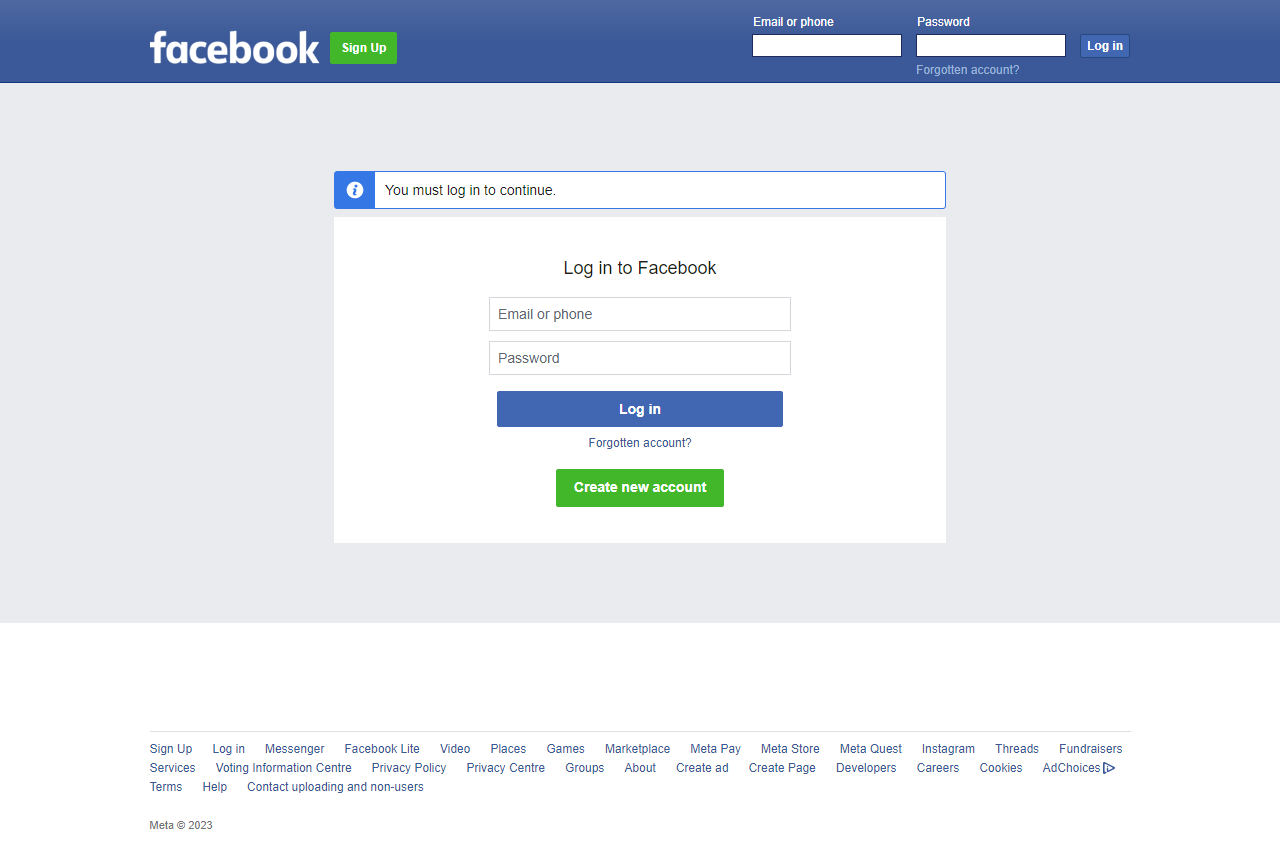 facebook
Sign Up
Email or phone
Password
Log in
Forgotten account?
You must log in to continue.
Log in to Facebook
Email or phone
Password
Log in
Forgotten account?
Create new account
Sign Up Log in Messenger Facebook Lite Video Places Games Marketplace Meta Pay Meta Store Meta Quest Instagram Threads Fundraisers
Services Voting Information Centre Privacy Policy Privacy Centre Groups About Create ad Create Page Developers Careers Cookies AdChoices
Terms Help Contact uploading and non-users
Meta © 2023